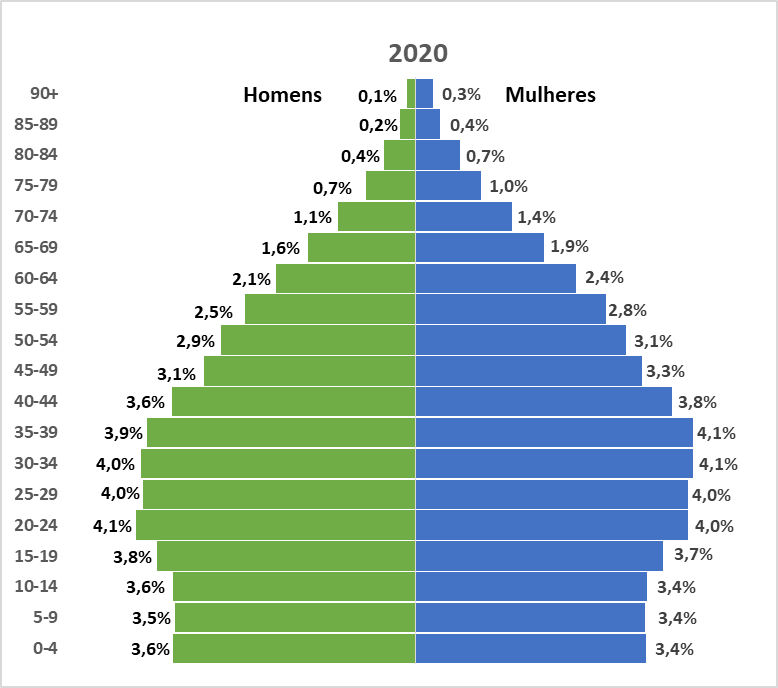 2020
90+ Homens 0,1% 0,3% Mulheres
85-89 0,2% 0,4%
80-84 0,4% 0,7%
75-79 0,7% 1,0%
70-74 1,1% 1,4%
65-69 1,6% 1,9%
60-64 2,1% 2,4%
55-59 2,5% 2,8%
50-54 2,9% 3,1%
45-49 3,1% 3,3%
40-44 3,6% 3,8%
35-39 3,9% 4,1%
30-34 4,0% 4,1%
25-29 4,0% 4,0%
20-24 4,1% 4,0%
15-19 3,8% 3,7%
10-14 3,6% 3,4%
5-9 3,5% 3,4%
0-4 3,6% 3,4%